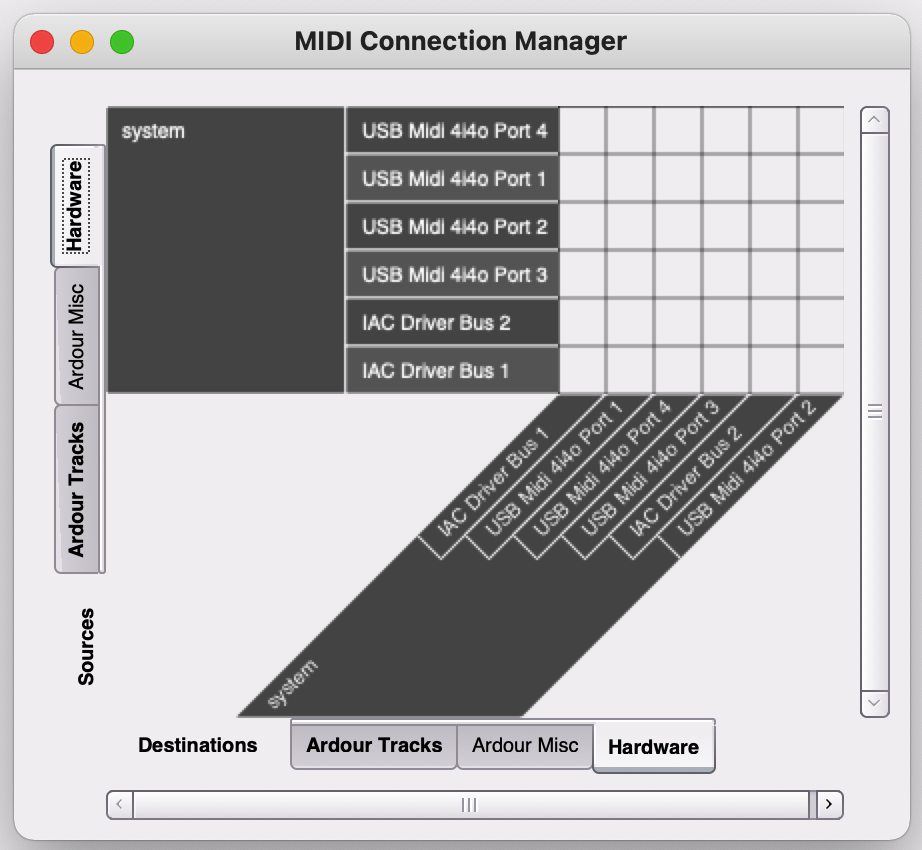 MIDI Connection Manager
system
USB Midi 4i4o Port 4
USB Midi 4i4o Port 1
USB Midi 4i4o Port 2
USB Midi 4i4o Port 3
IAC Driver Bus 2
IAC Driver Bus 1
Hardware
Ardour Misc
Ardour Tracks
Sources
IAC Driver Bus 1
USB Midi 4i4o Port 1
USB Midi 4i4o Port 4
USB Midi 4i4o Port 3
IAC Driver Bus 2
USB Midi 4i4o Port 2
system
Destinations
Ardour Tracks
Ardour Misc
Hardware